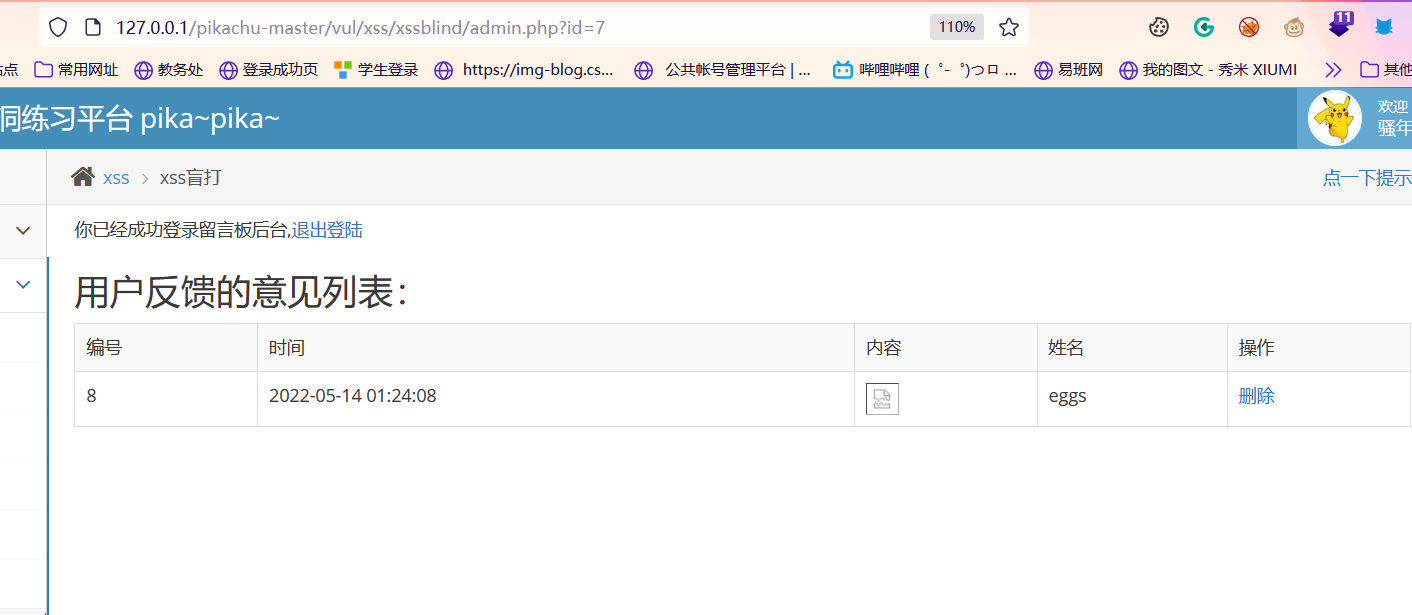 127.0.0.1/pikachu-master/vul/xss/xssblind/admin.php?id=7 110% 11
点 常用网址 教务处 登录成功页 学生登录 https://img-blog.cs... 公共帐号管理平台 | ... 哔哩哔哩 ( ゜- ゜)つロ ... 易班网 我的图文 - 秀米 XIUMI 其他
洞练习平台 pika~pika~ 欢迎
骚年
xss xss盲打 点一下提示
你已经成功登录留言板后台,退出登陆
用户反馈的意见列表：
编号 时间 内容 姓名 操作
8 2022-05-14 01:24:08 eggs 删除